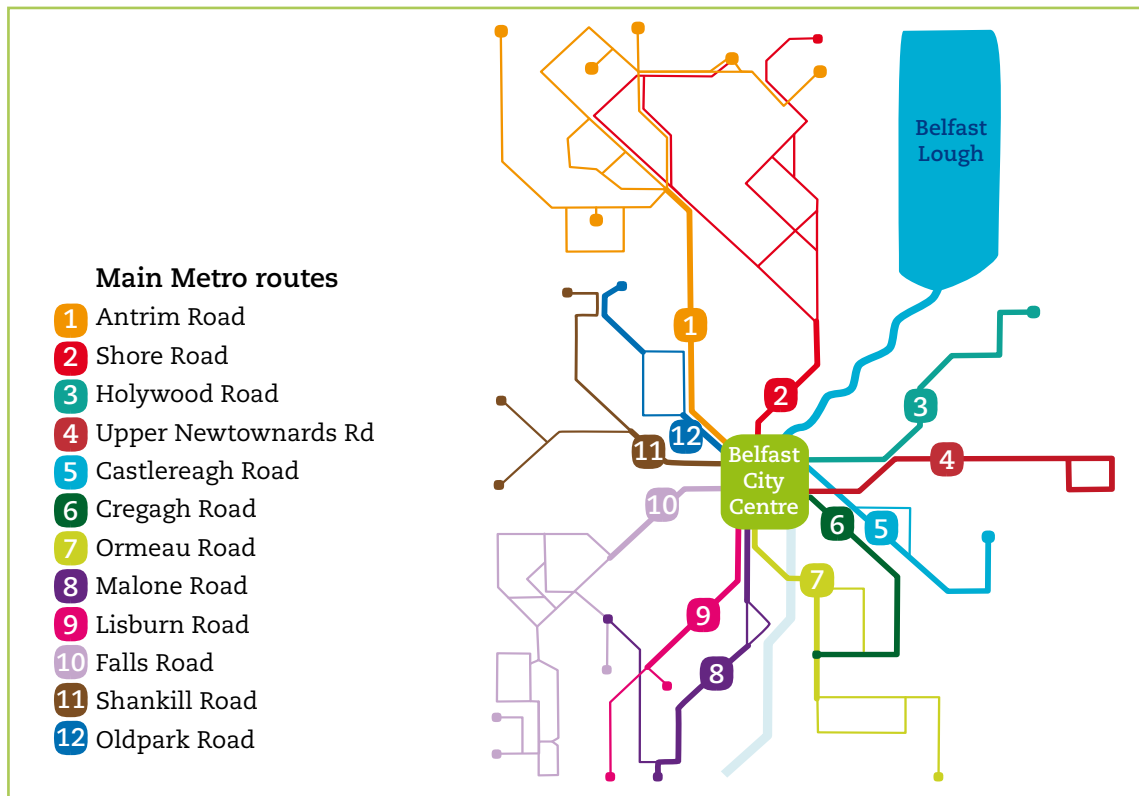 Main Metro routes
1 Antrim Road
2 Shore Road
3 Holywood Road
4 Upper Newtownards Rd
5 Castlereagh Road
6 Cregagh Road
7 Ormeau Road
8 Malone Road
9 Lisburn Road
10 Falls Road
11 Shankill Road
12 Oldpark Road
Belfast
Lough
1
2
3
12
11
Belfast
City
Centre
4
10
6
5
7
9
8